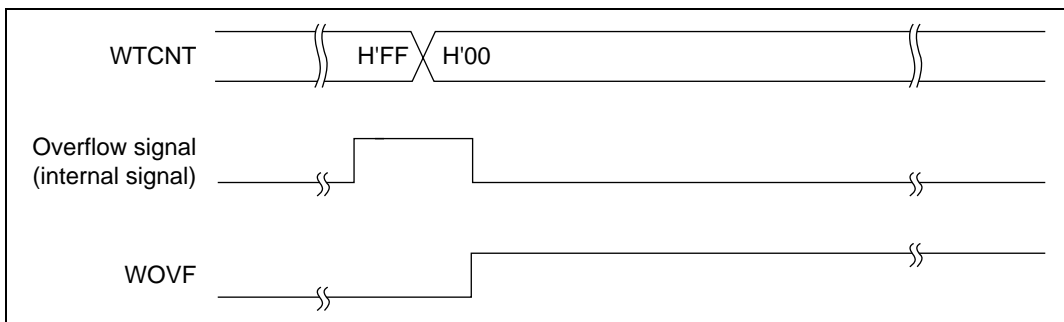 WTCNT H'FF H'00
Overflow signal
(internal signal)
WOVF